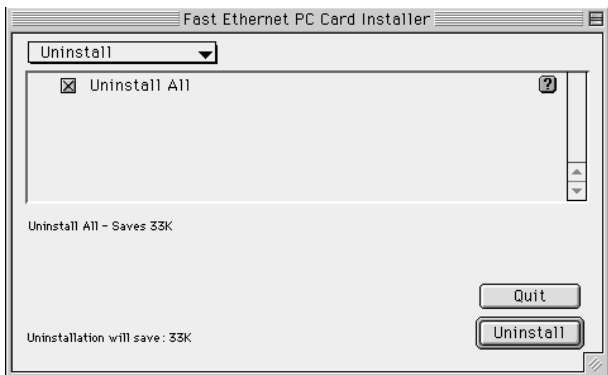 Fast Ethernet PC Card Installer
Uninstall
Uninstall All
?
Uninstall All - Saves 33K
Quit
Uninstallation will save: 33K
Uninstall